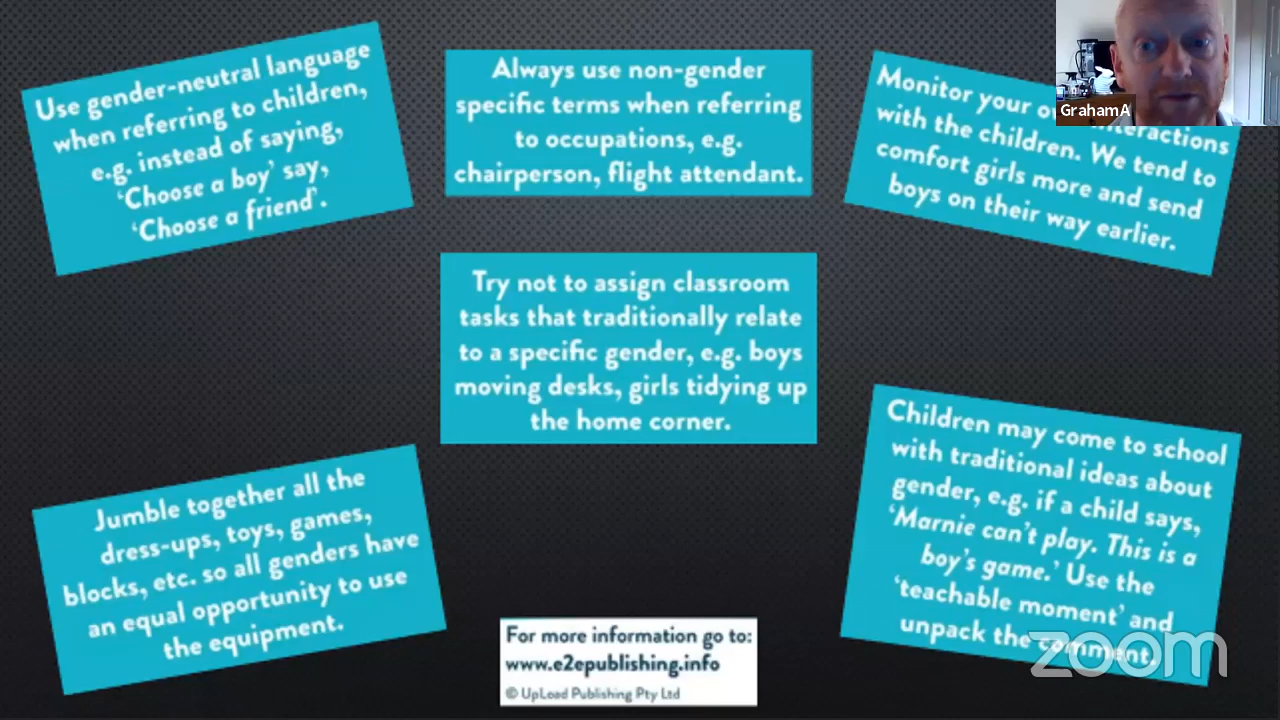 Use gender-neutral language
when referring to children,
e.g. instead of saying,
‘Choose a boy’ say,
‘Choose a friend’.
Always use non-gender
specific terms when referring
to occupations, e.g.
chairperson, flight attendant.
Monitor your interactions
with the children. We tend to
comfort girls more and send
boys on their way earlier.
GrahamA
Try not to assign classroom
tasks that traditionally relate
to a specific gender, e.g. boys
moving desks, girls tidying up
the home corner.
Jumble together all the
dress-ups, toys, games,
blocks, etc. so all genders have
an equal opportunity to use
the equipment.
Children may come to school
with traditional ideas about
gender, e.g. if a child says,
‘Marnie can’t play. This is a
boy’s game.’ Use the
‘teachable moment’ and
unpack the comment.
For more information go to:
www.e2epublishing.info
© UpLoad Publishing Pty Ltd
zoom